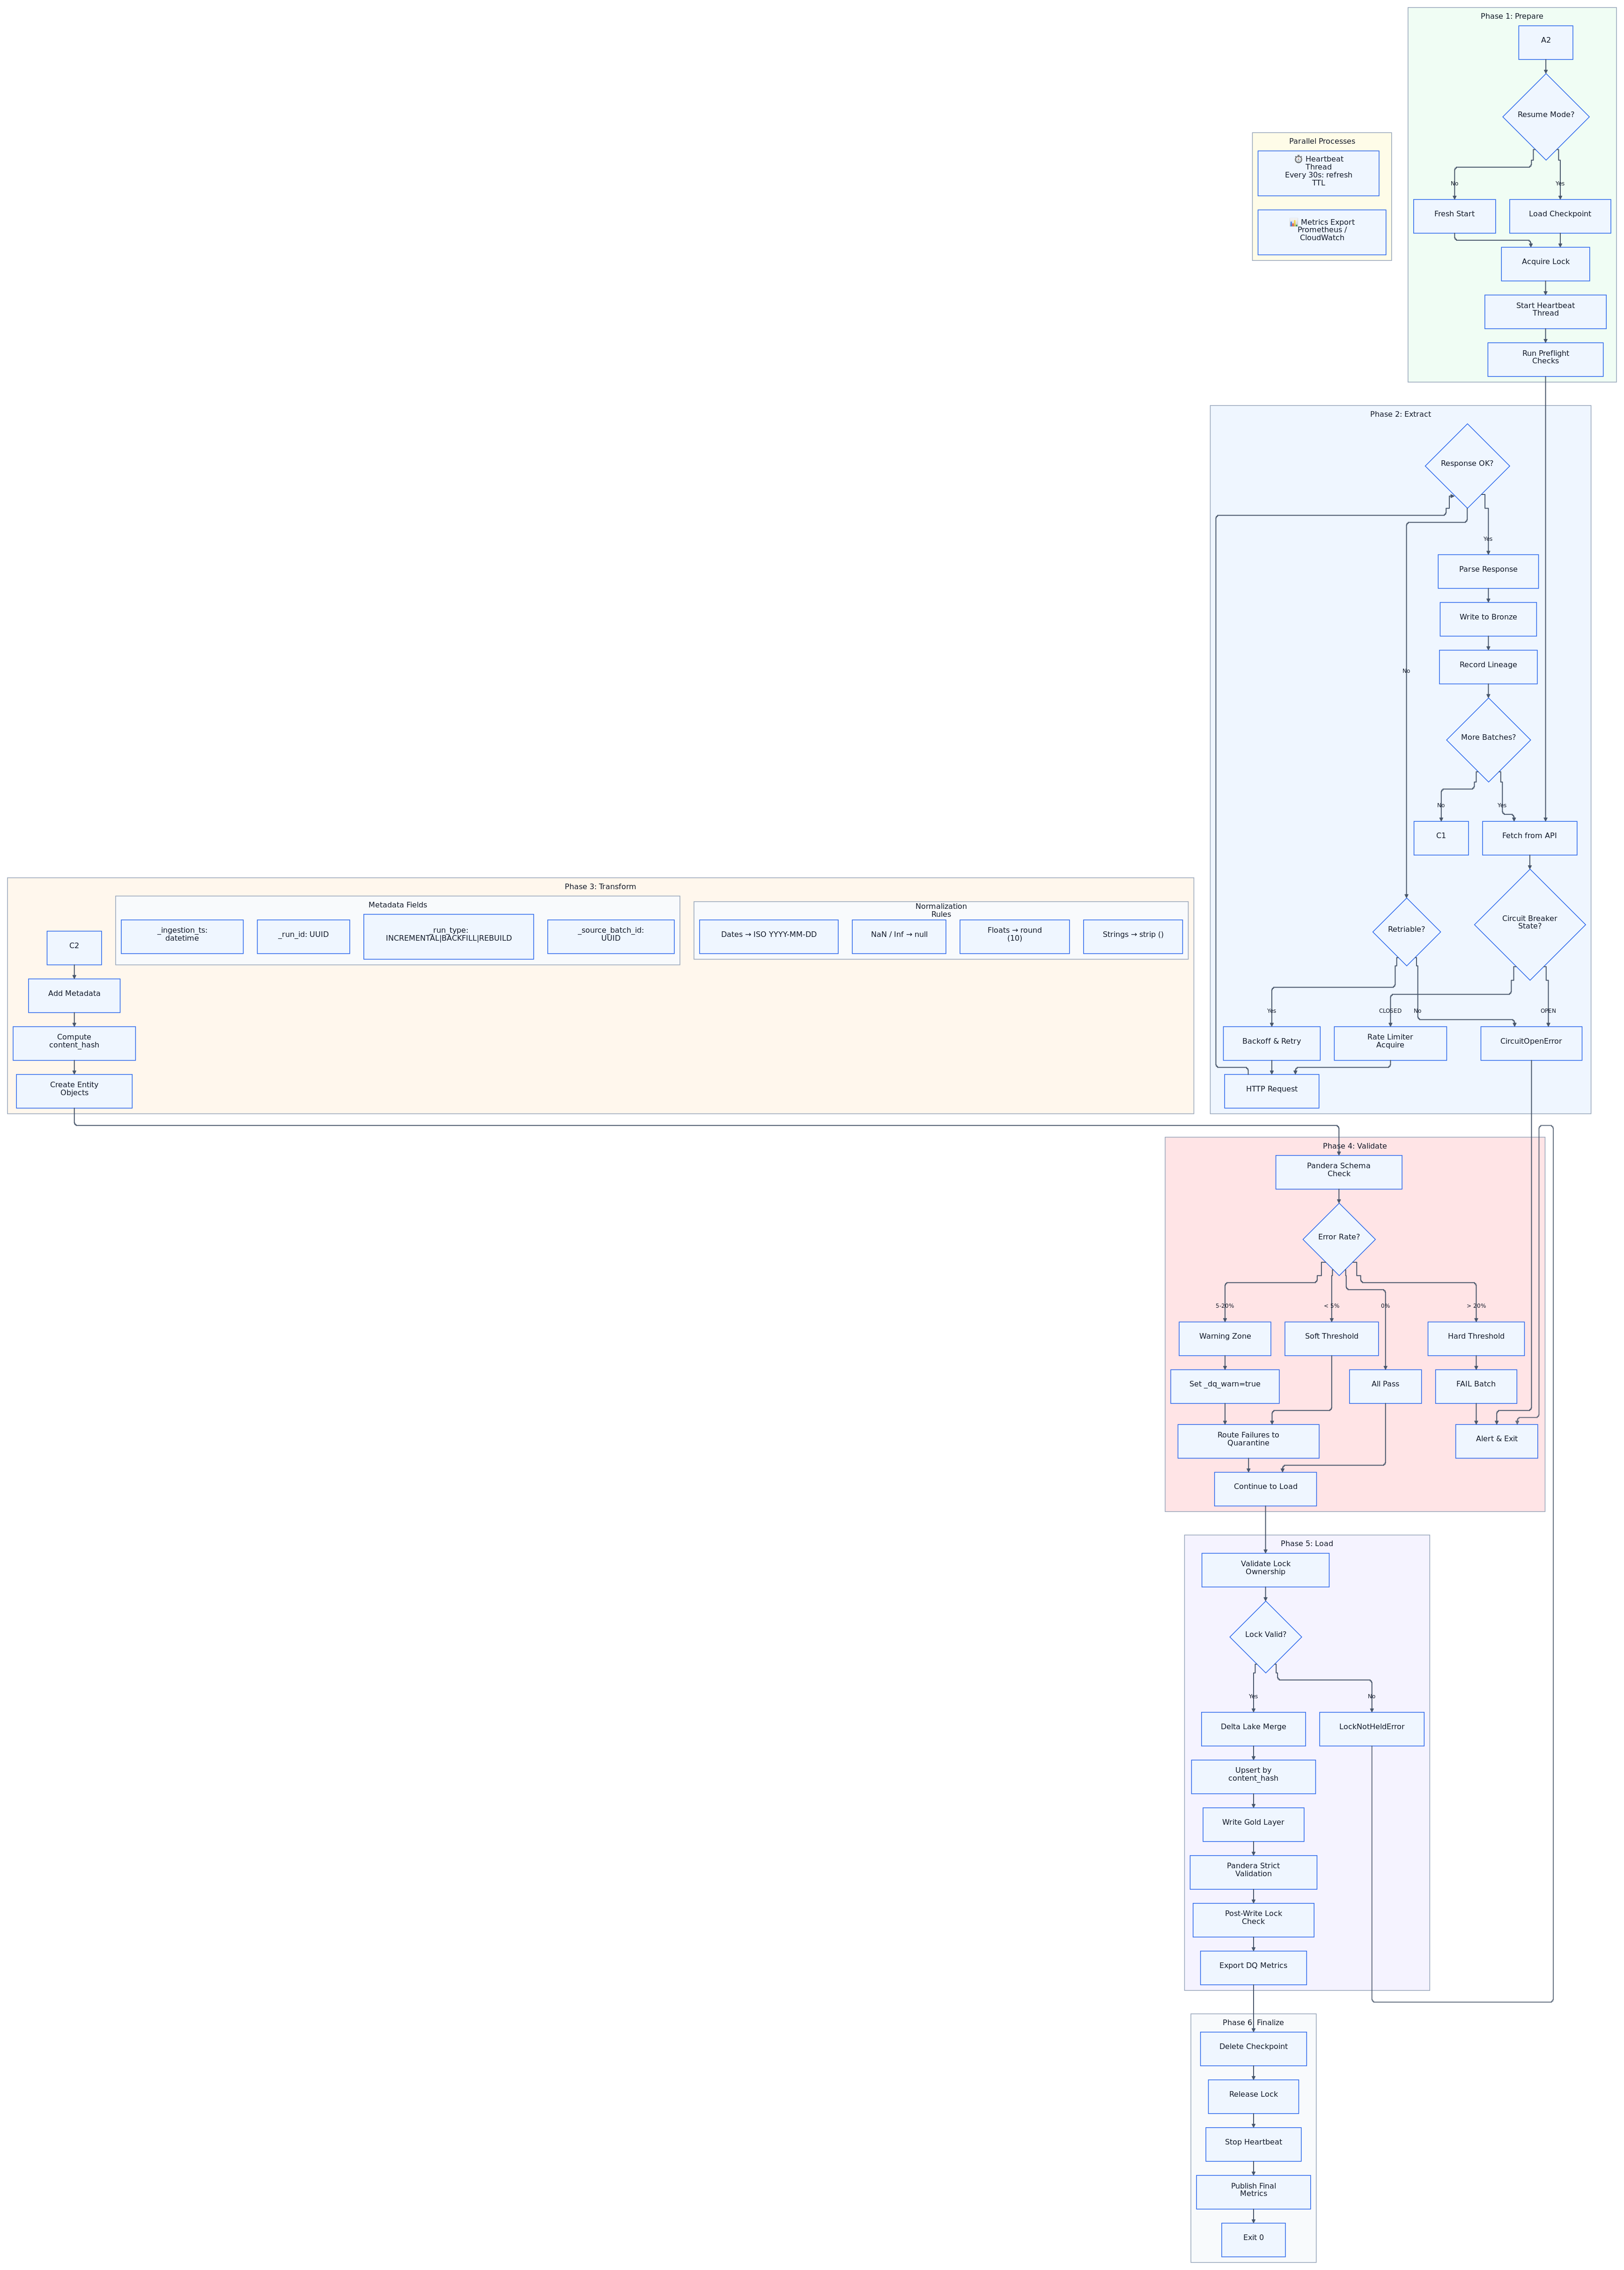 Phase 1: Prepare
A2
Resume Mode?
No
Yes
Fresh Start
Load Checkpoint
Acquire Lock
Start Heartbeat
Thread
Run Preflight
Checks
Parallel Processes
⏱️ Heartbeat
Thread
Every 30s: refresh
TTL
📊 Metrics Export
Prometheus /
CloudWatch
Phase 2: Extract
Response OK?
Yes
Parse Response
Write to Bronze
Record Lineage
No
More Batches?
No
Yes
C1
Fetch from API
Retriable?
Circuit Breaker
State?
Yes
CLOSED
No
OPEN
Backoff & Retry
Rate Limiter
Acquire
CircuitOpenError
HTTP Request
Phase 3: Transform
Metadata Fields
_ingestion_ts:
datetime
_run_id: UUID
run_type:
INCREMENTAL|BACKFILL|REBUILD
_source_batch_id:
UUID
Normalization
Rules
Dates → ISO YYYY-MM-DD
NaN / Inf → null
Floats → round
(10)
Strings → strip ()
C2
Add Metadata
Compute
content_hash
Create Entity
Objects
Phase 4: Validate
Pandera Schema
Check
Error Rate?
5-20%
< 5%
0%
> 20%
Warning Zone
Soft Threshold
Hard Threshold
Set _dq_warn=true
All Pass
FAIL Batch
Route Failures to
Quarantine
Alert & Exit
Continue to Load
Phase 5: Load
Validate Lock
Ownership
Lock Valid?
Yes
No
Delta Lake Merge
LockNotHeldError
Upsert by
content_hash
Write Gold Layer
Pandera Strict
Validation
Post-Write Lock
Check
Export DQ Metrics
Phase 6: Finalize
Delete Checkpoint
Release Lock
Stop Heartbeat
Publish Final
Metrics
Exit 0